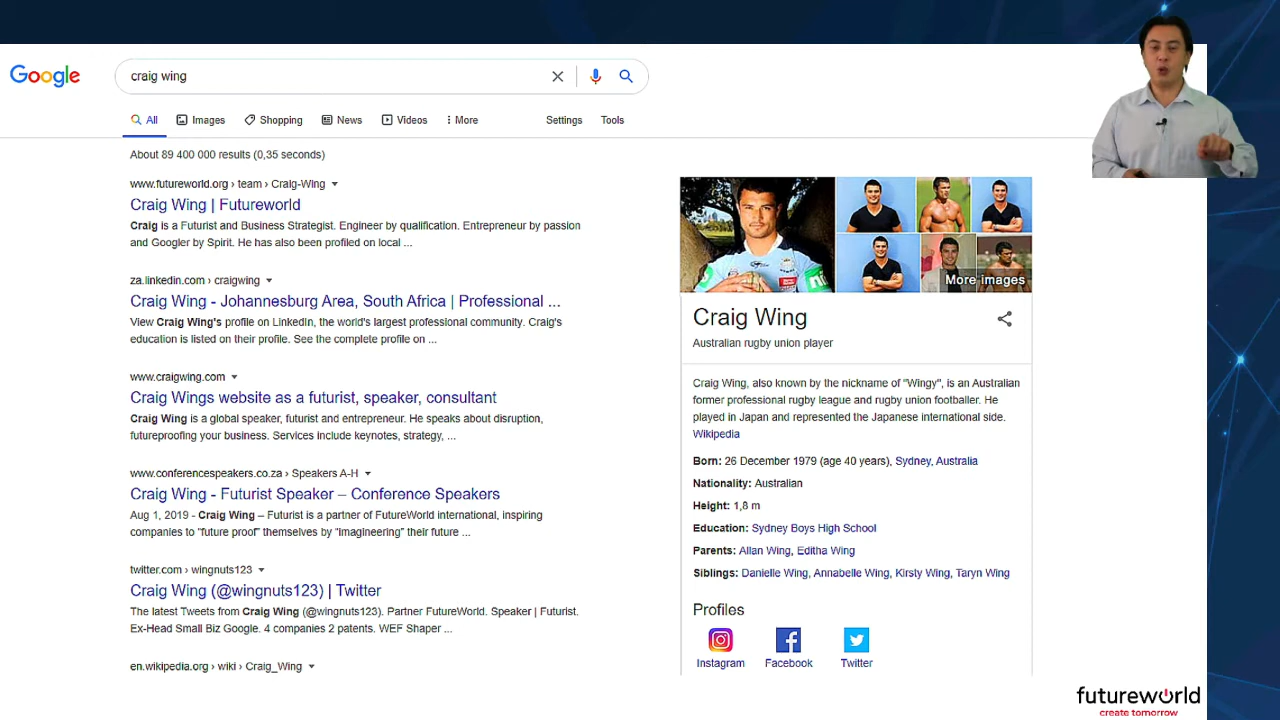 Google
craig wing
All
Images
Shopping
News
Videos
More
Settings
Tools
About 89 400 000 results (0,35 seconds)
www.futureworld.org › team › Craig-Wing
Craig Wing | Futureworld
Craig is a Futurist and Business Strategist. Engineer by qualification. Entrepreneur by passion
and Googler by Spirit. He has also been profiled on local ...
za.linkedin.com › craigwing
Craig Wing - Johannesburg Area, South Africa | Professional ...
View Craig Wing's profile on LinkedIn, the world's largest professional community. Craig's
education is listed on their profile. See the complete profile on ...
www.craigwing.com
Craig Wings website as a futurist, speaker, consultant
Craig Wing is a global speaker, futurist and entrepreneur. He speaks about disruption,
futureproofing your business. Services include keynotes, strategy, ...
www.conferencespeakers.co.za › Speakers A-H
Craig Wing - Futurist Speaker – Conference Speakers
Aug 1, 2019 - Craig Wing – Futurist is a partner of FutureWorld international, inspiring
companies to "future proof" themselves by "imagineering" their future ...
twitter.com › wingnuts123
Craig Wing (@wingnuts123) | Twitter
The latest Tweets from Craig Wing (@wingnuts123). Partner FutureWorld. Speaker | Futurist.
Ex-Head Small Biz Google. 4 companies 2 patents. WEF Shaper ...
en.wikipedia.org › wiki › Craig_Wing
More images
Craig Wing
Australian rugby union player
Craig Wing, also known by the nickname of "Wingy", is an Australian
former professional rugby league and rugby union footballer. He
played in Japan and represented the Japanese international side.
Wikipedia
Born: 26 December 1979 (age 40 years), Sydney, Australia
Nationality: Australian
Height: 1,8 m
Education: Sydney Boys High School
Parents: Allan Wing, Editha Wing
Siblings: Danielle Wing, Annabelle Wing, Kirsty Wing, Taryn Wing
Profiles
Instagram
Facebook
Twitter
futureworld
create tomorrow